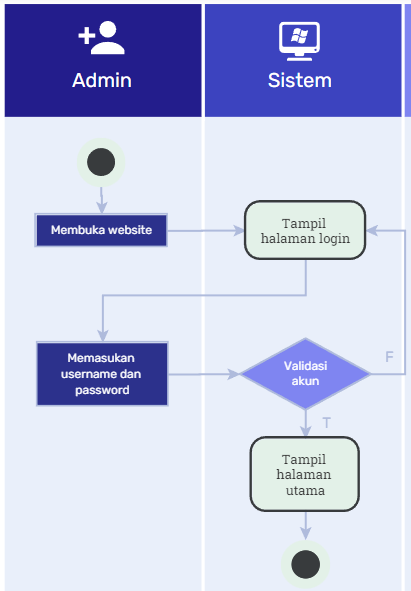 Admin
Sistem
Membuka website
Tampil
halaman login
Memasukan
username dan
password
Validasi
akun
F
T
Tampil
halaman
utama